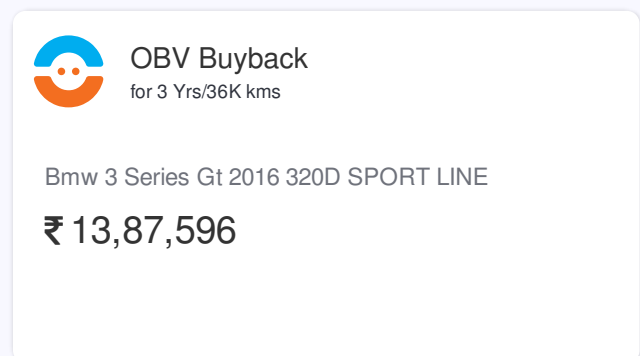 OBV Buyback
for 3 Yrs/36K kms
Bmw 3 Series Gt 2016 320D SPORT LINE
₹ 13,87,596